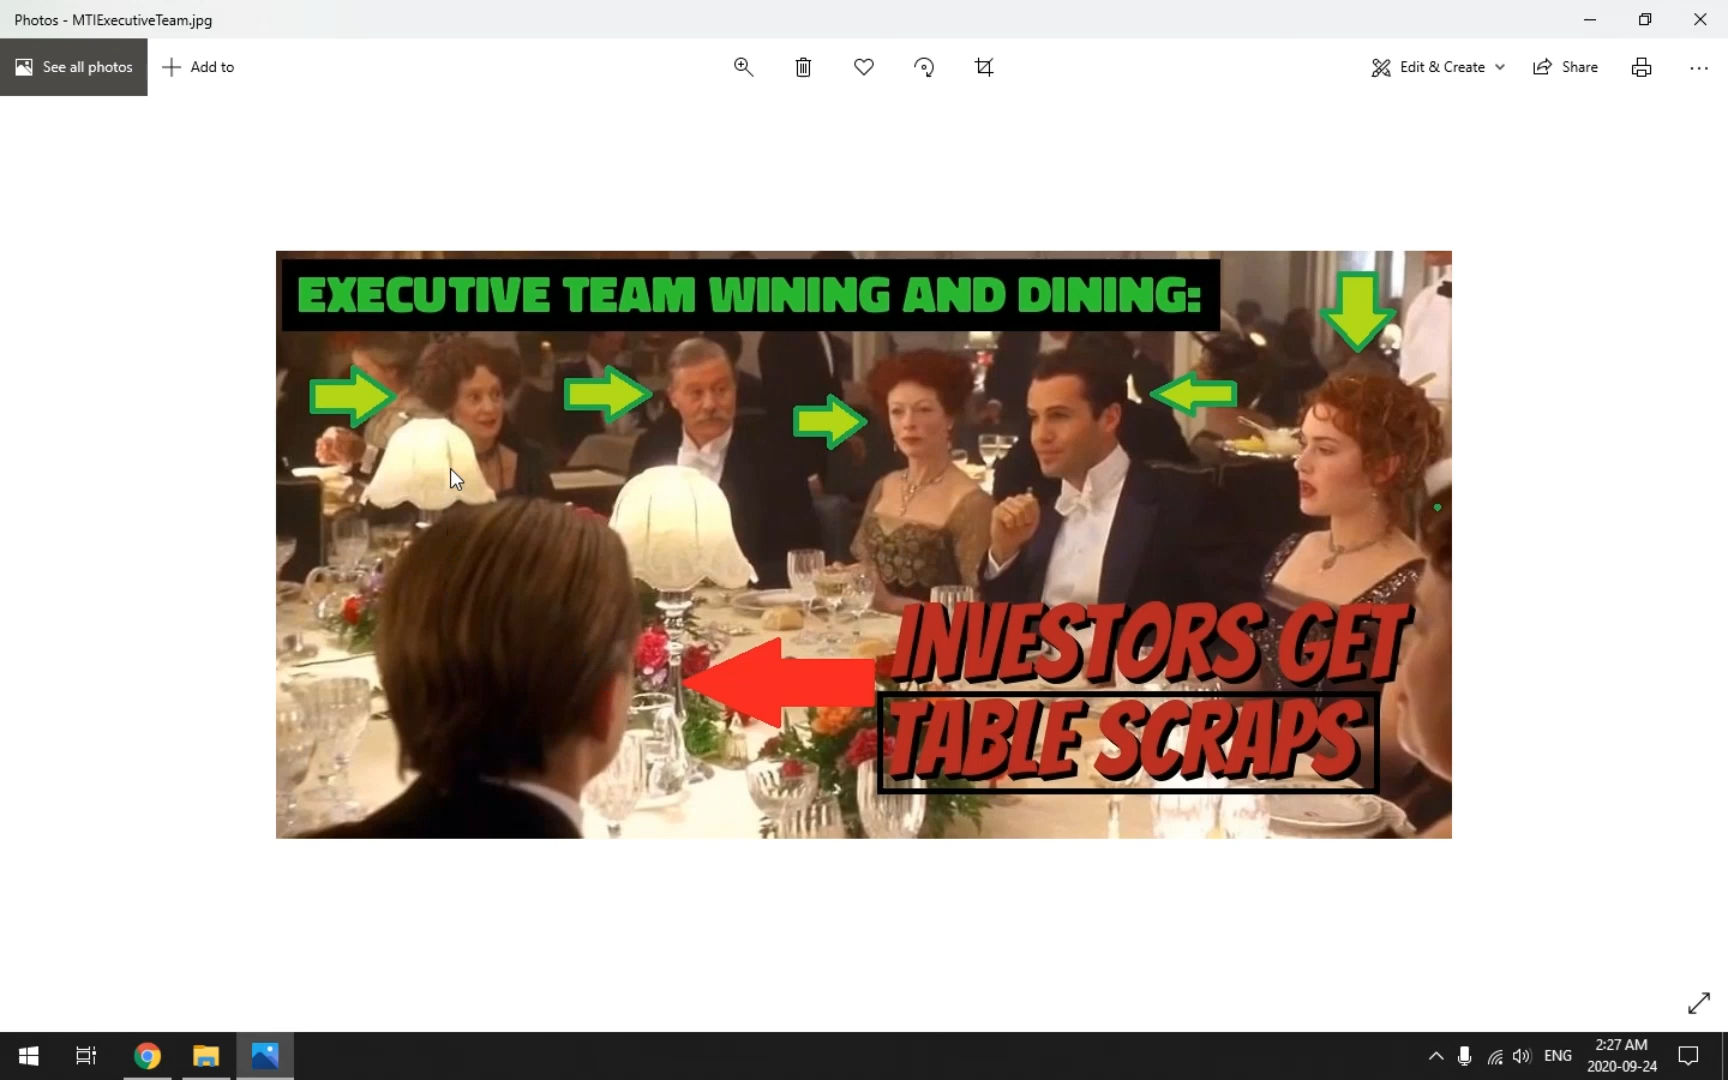 Photos - MTIExecutiveTeam.jpg
See all photos
Add to
Edit & Create
Share
EXECUTIVE TEAM WINING AND DINING:
INVESTORS GET
TABLE SCRAPS
ENG
2:27 AM
2020-09-24